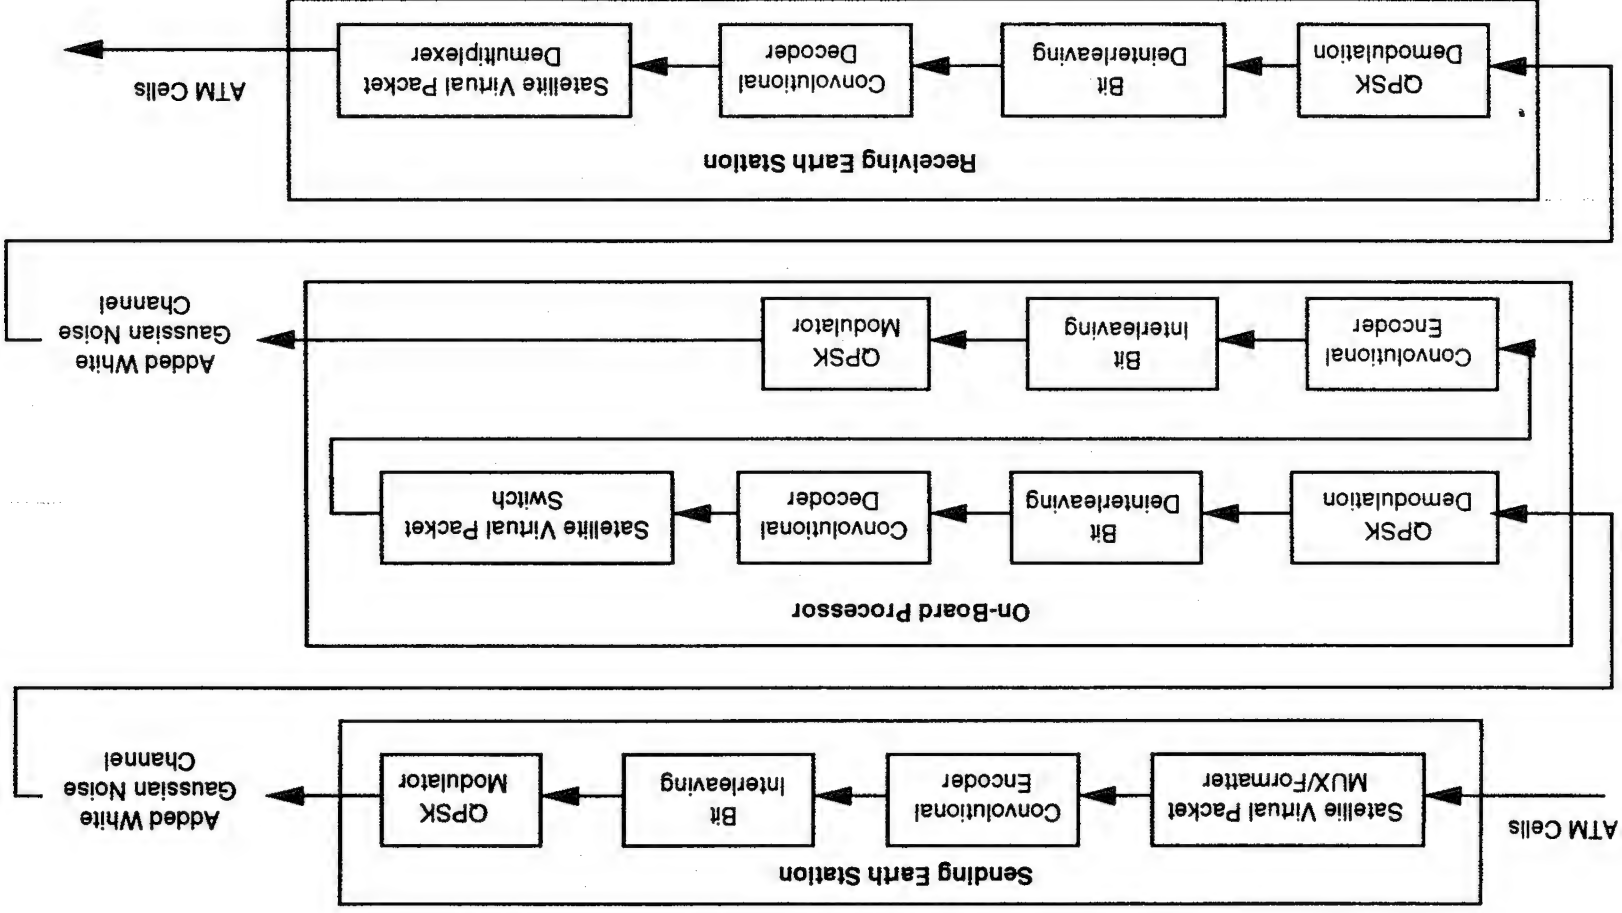 Sending Earth Station
ATM Cells
Satellite Virtual Packet
MUX/Formatter
Convolutional
Encoder
Bit
Interleaving
QPSK
Modulator
Added White
Gaussian Noise
Channel
On-Board Processor
QPSK
Demodulation
Bit
Deinterleaving
Convolutional
Decoder
Satellite Virtual Packet
Switch
Convolutional
Encoder
Bit
Interleaving
QPSK
Modulator
Added White
Gaussian Noise
Channel
Receiving Earth Station
QPSK
Demodulation
Bit
Deinterleaving
Convolutional
Decoder
Satellite Virtual Packet
Demultiplexer
ATM Cells